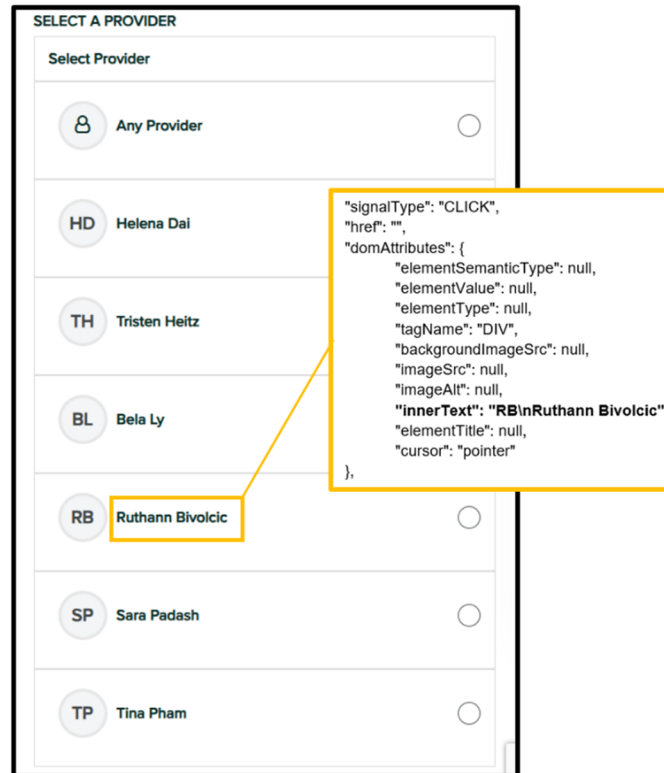 SELECT A PROVIDER
Select Provider
Any Provider
HD Helena Dai
TH Tristen Heitz
BL Bela Ly
RB Ruthann Bivolcic
SP Sara Padash
TP Tina Pham
"signalType": "CLICK",
"href": "",
"domAttributes": {
"elementSemanticType": null,
"elementValue": null,
"elementType": null,
"tagName": "DIV",
"backgroundImageSrc": null,
"imageSrc": null,
"imageAlt": null,
"innerText": "RB\nRuthann Bivolcic"
"elementTitle": null,
"cursor": "pointer"
},